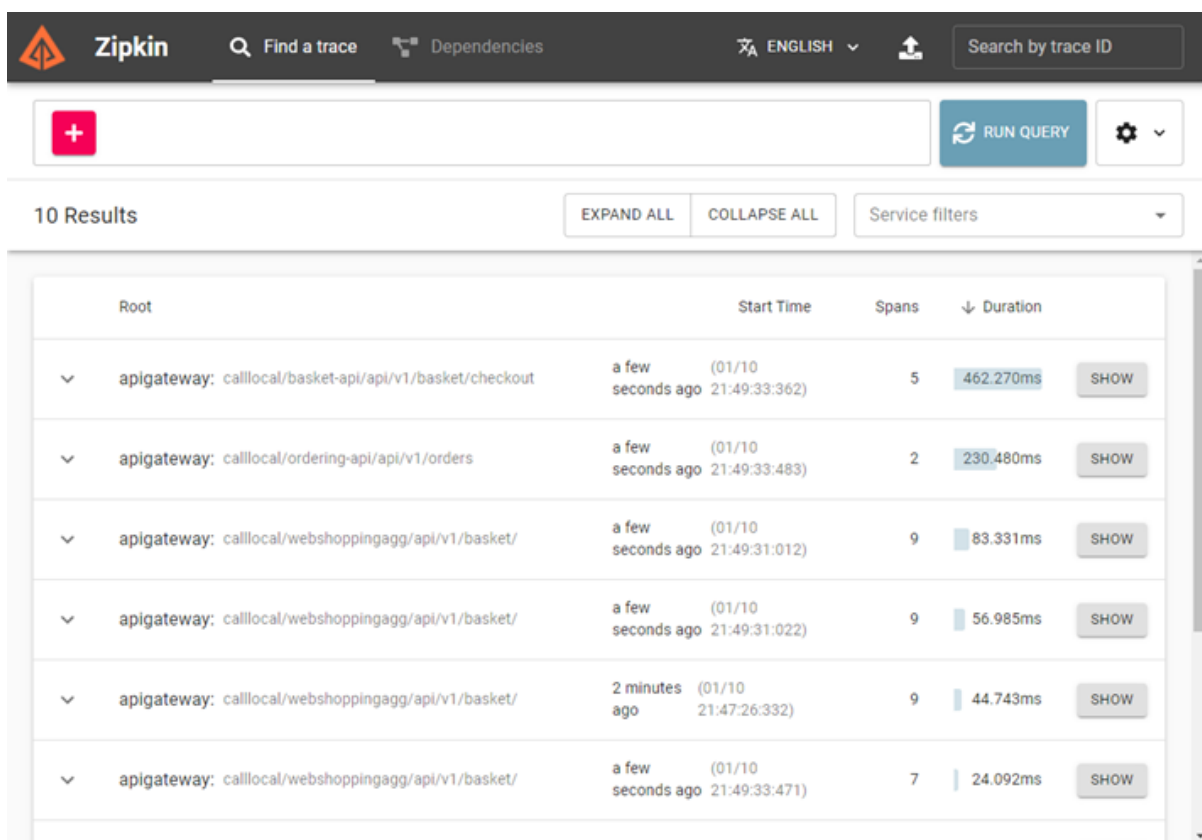 Zipkin Find a trace Dependencies ENGLISH Search by trace ID
RUN QUERY
10 Results EXPAND ALL COLLAPSE ALL Service filters
Root Start Time Spans Duration
apigateway: calllocal/basket-api/api/v1/basket/checkout a few (01/10 5 462.270ms SHOW
seconds ago 21:49:33:362)
apigateway: calllocal/ordering-api/api/v1/orders a few (01/10 2 230.480ms SHOW
seconds ago 21:49:33:483)
apigateway: calllocal/webshoppingagg/api/v1/basket/ a few (01/10 9 83.331ms SHOW
seconds ago 21:49:31:012)
apigateway: calllocal/webshoppingagg/api/v1/basket/ a few (01/10 9 56.985ms SHOW
seconds ago 21:49:31:022)
apigateway: calllocal/webshoppingagg/api/v1/basket/ 2 minutes (01/10 9 44.743ms SHOW
ago 21:47:26:332)
apigateway: calllocal/webshoppingagg/api/v1/basket/ a few (01/10 7 24.092ms SHOW
seconds ago 21:49:33:471)